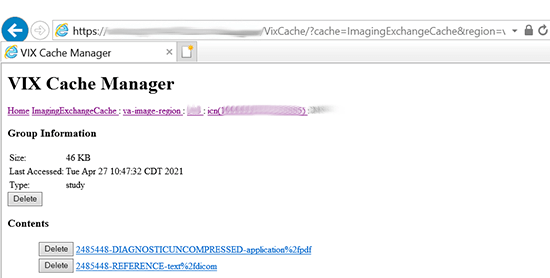 https://
/VixCache/?cache=ImagingExchangeCache&region=v
VIX Cache Manager
VIX Cache Manager
Home ImagingExchangeCache : va-image-region : : icn( ) :
Group Information
Size: 46 KB
Last Accessed: Tue Apr 27 10:47:32 CDT 2021
Type: study
Delete
Contents
Delete 2485448-DIAGNOSTICUNCOMPRESSED-application%2fpdf
Delete 2485448-REFERENCE-text%2fdicom